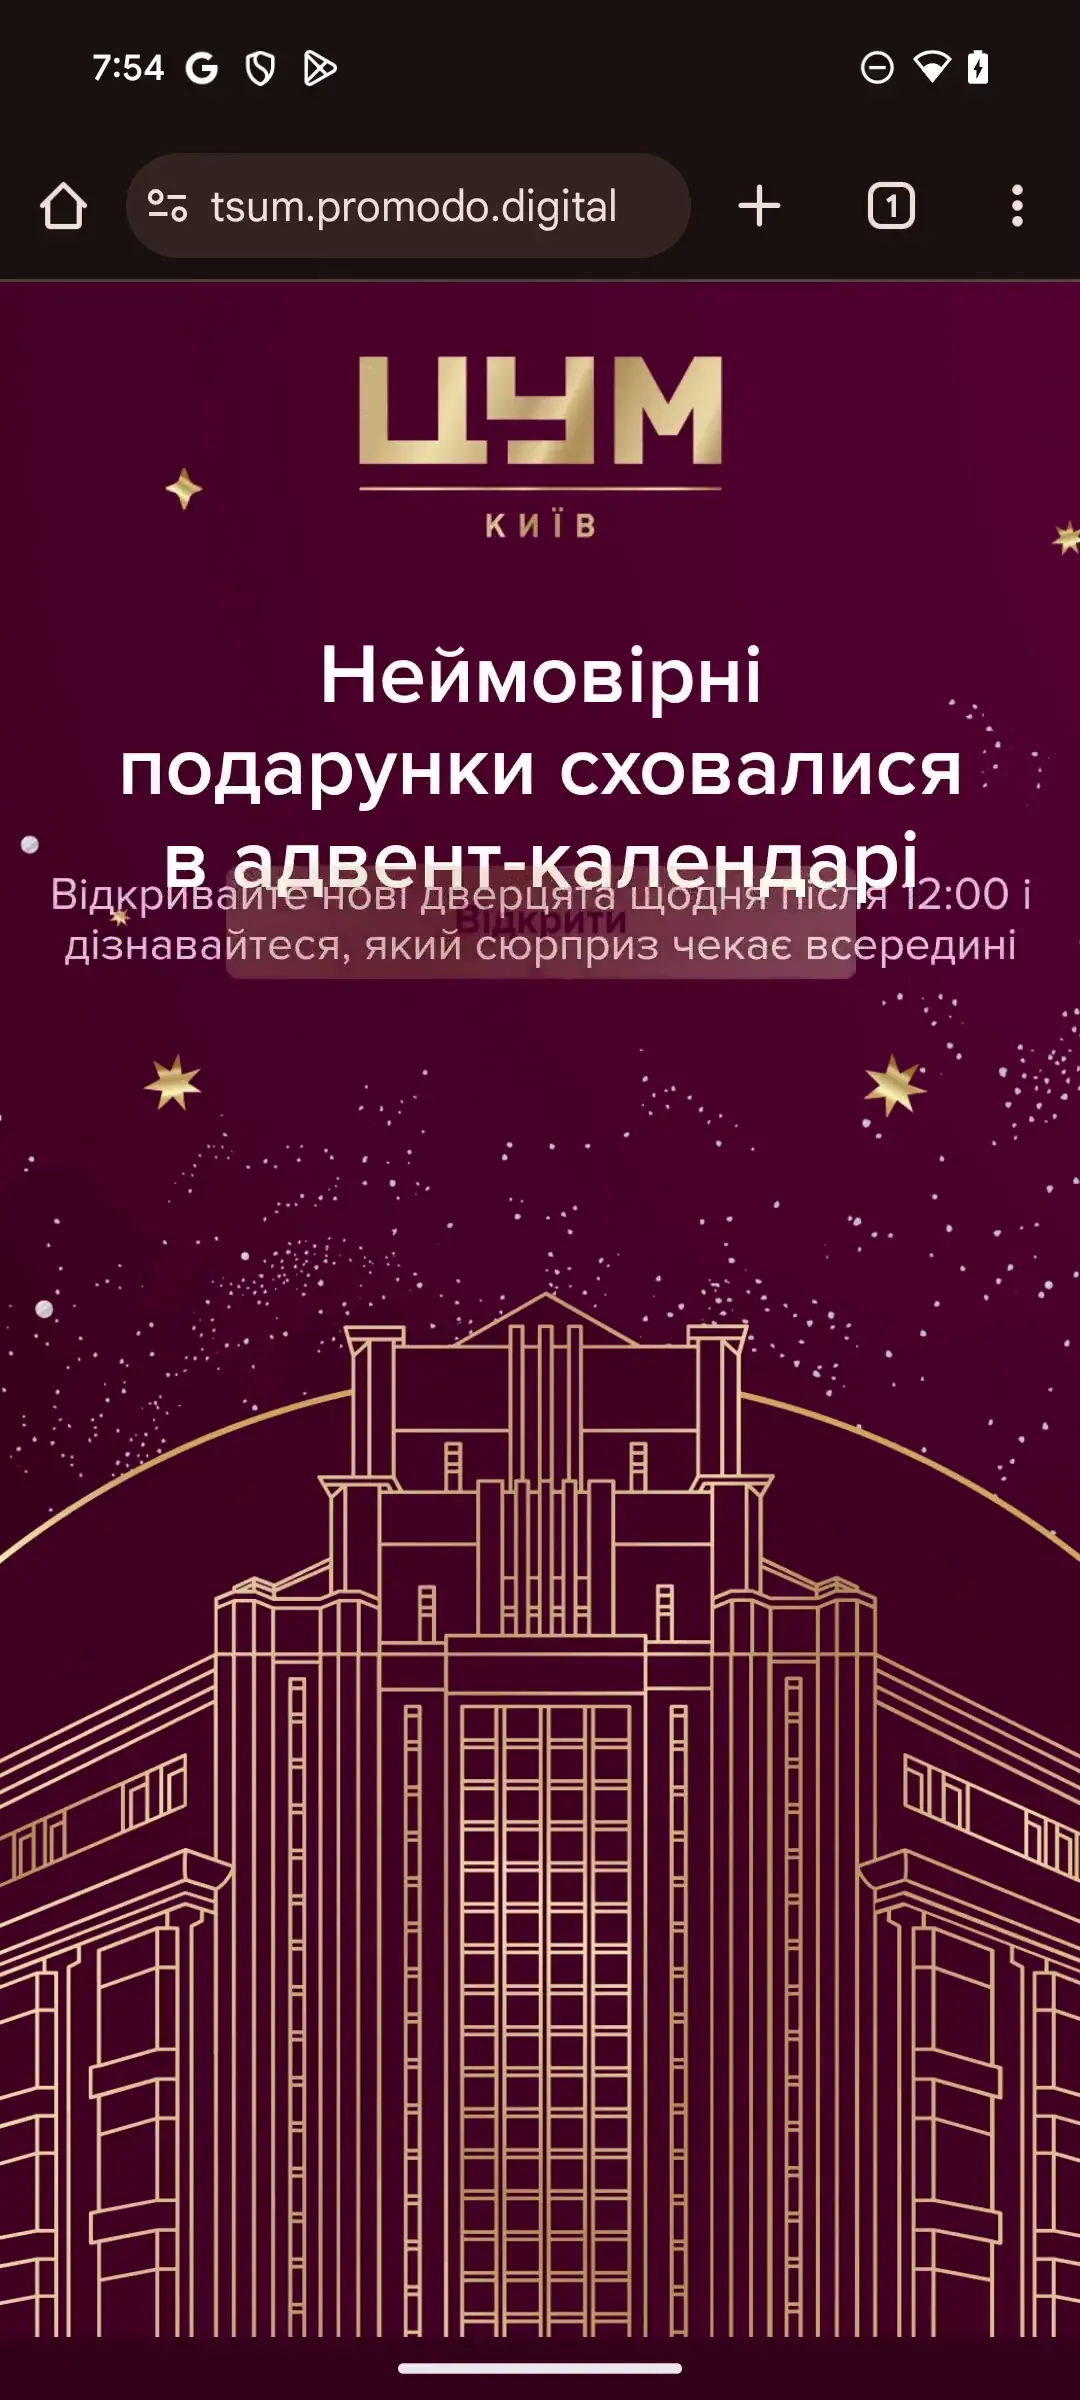 7:54
tsum.promodo.digital
1
ЦУМ
КИЇВ
Неймовірні
подарунки сховалися
в адвент-календарі
Відкривайте нові дверцята щодня після 12:00 і
Відкрити
дізнавайтеся, який сюрприз чекає всередині